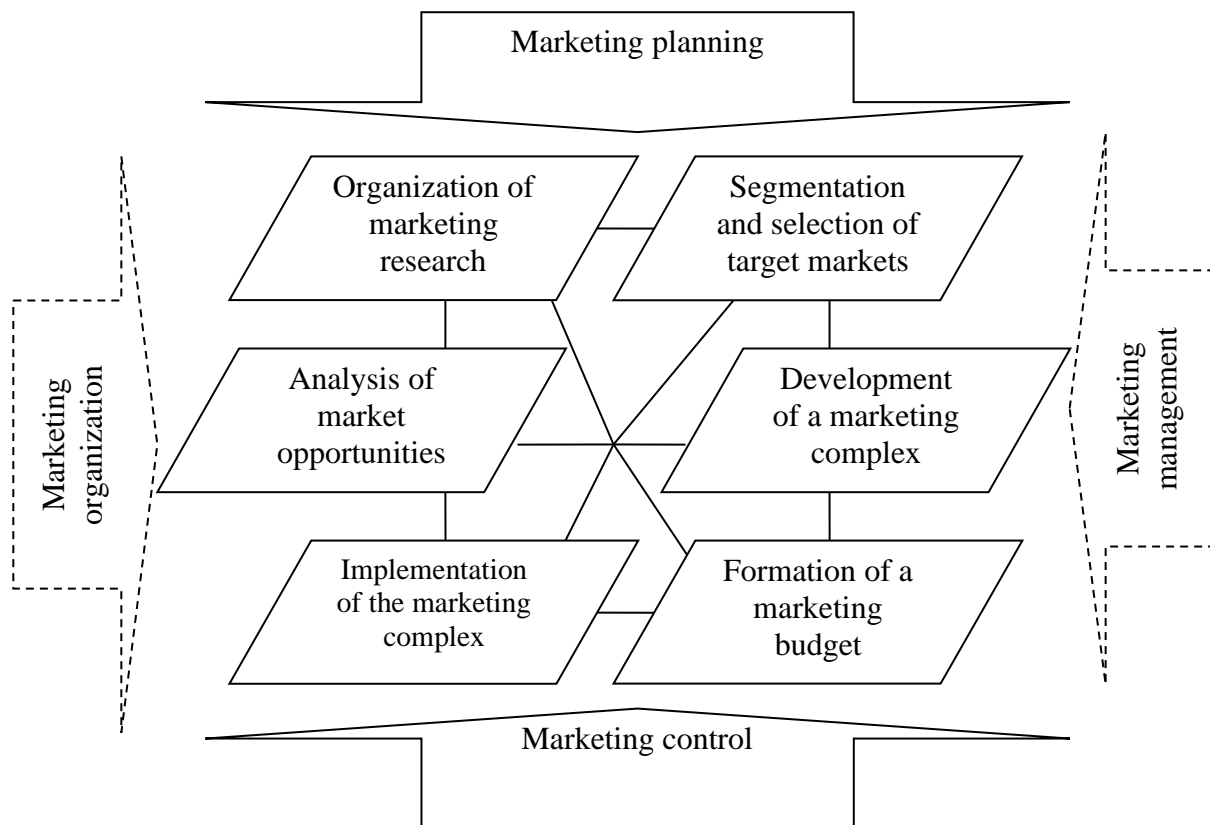 Marketing planning
Organization of
marketing
research
Segmentation
and selection of
target markets
Marketing
organization
Analysis of
market
opportunities
Development
of a marketing
complex
Marketing
management
Implementation
of the marketing
complex
Formation of a
marketing
budget
Marketing control